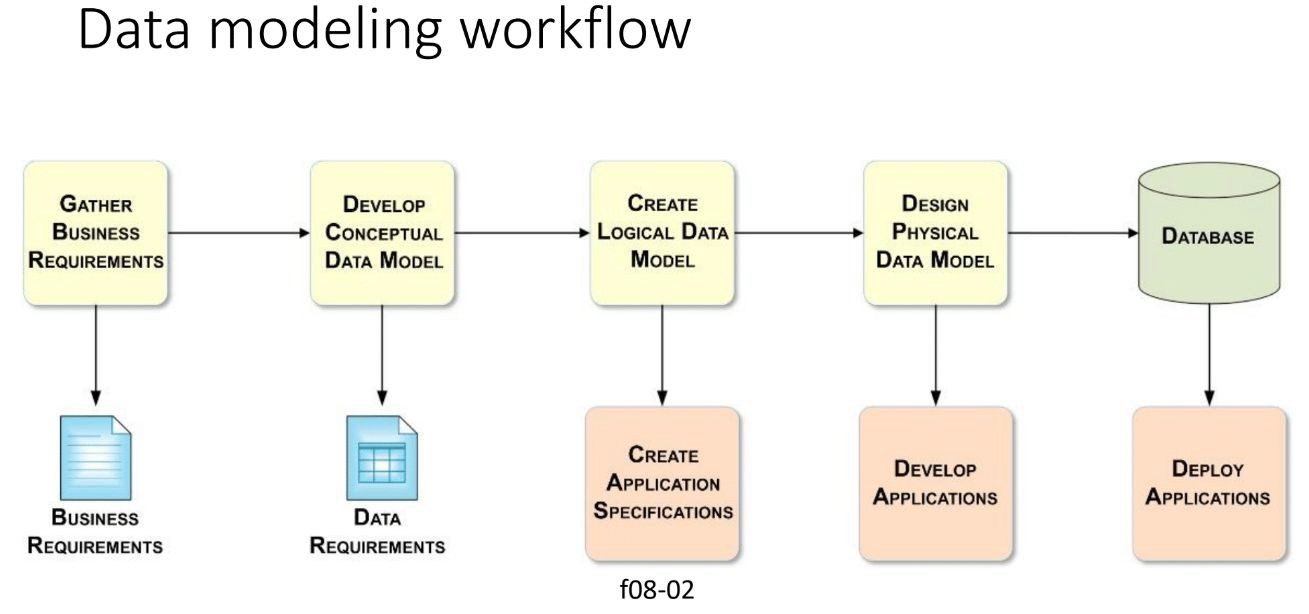 Data modeling workflow
GATHER
BUSINESS
REQUIREMENTS
DEVELOP
CONCEPTUAL
DATA MODEL
CREATE
LOGICAL DATA
MODEL
DESIGN
PHYSICAL
DATA MODEL
DATABASE
BUSINESS
REQUIREMENTS
DATA
REQUIREMENTS
CREATE
APPLICATION
SPECIFICATIONS
DEVELOP
APPLICATIONS
DEPLOY
APPLICATIONS
f08-02